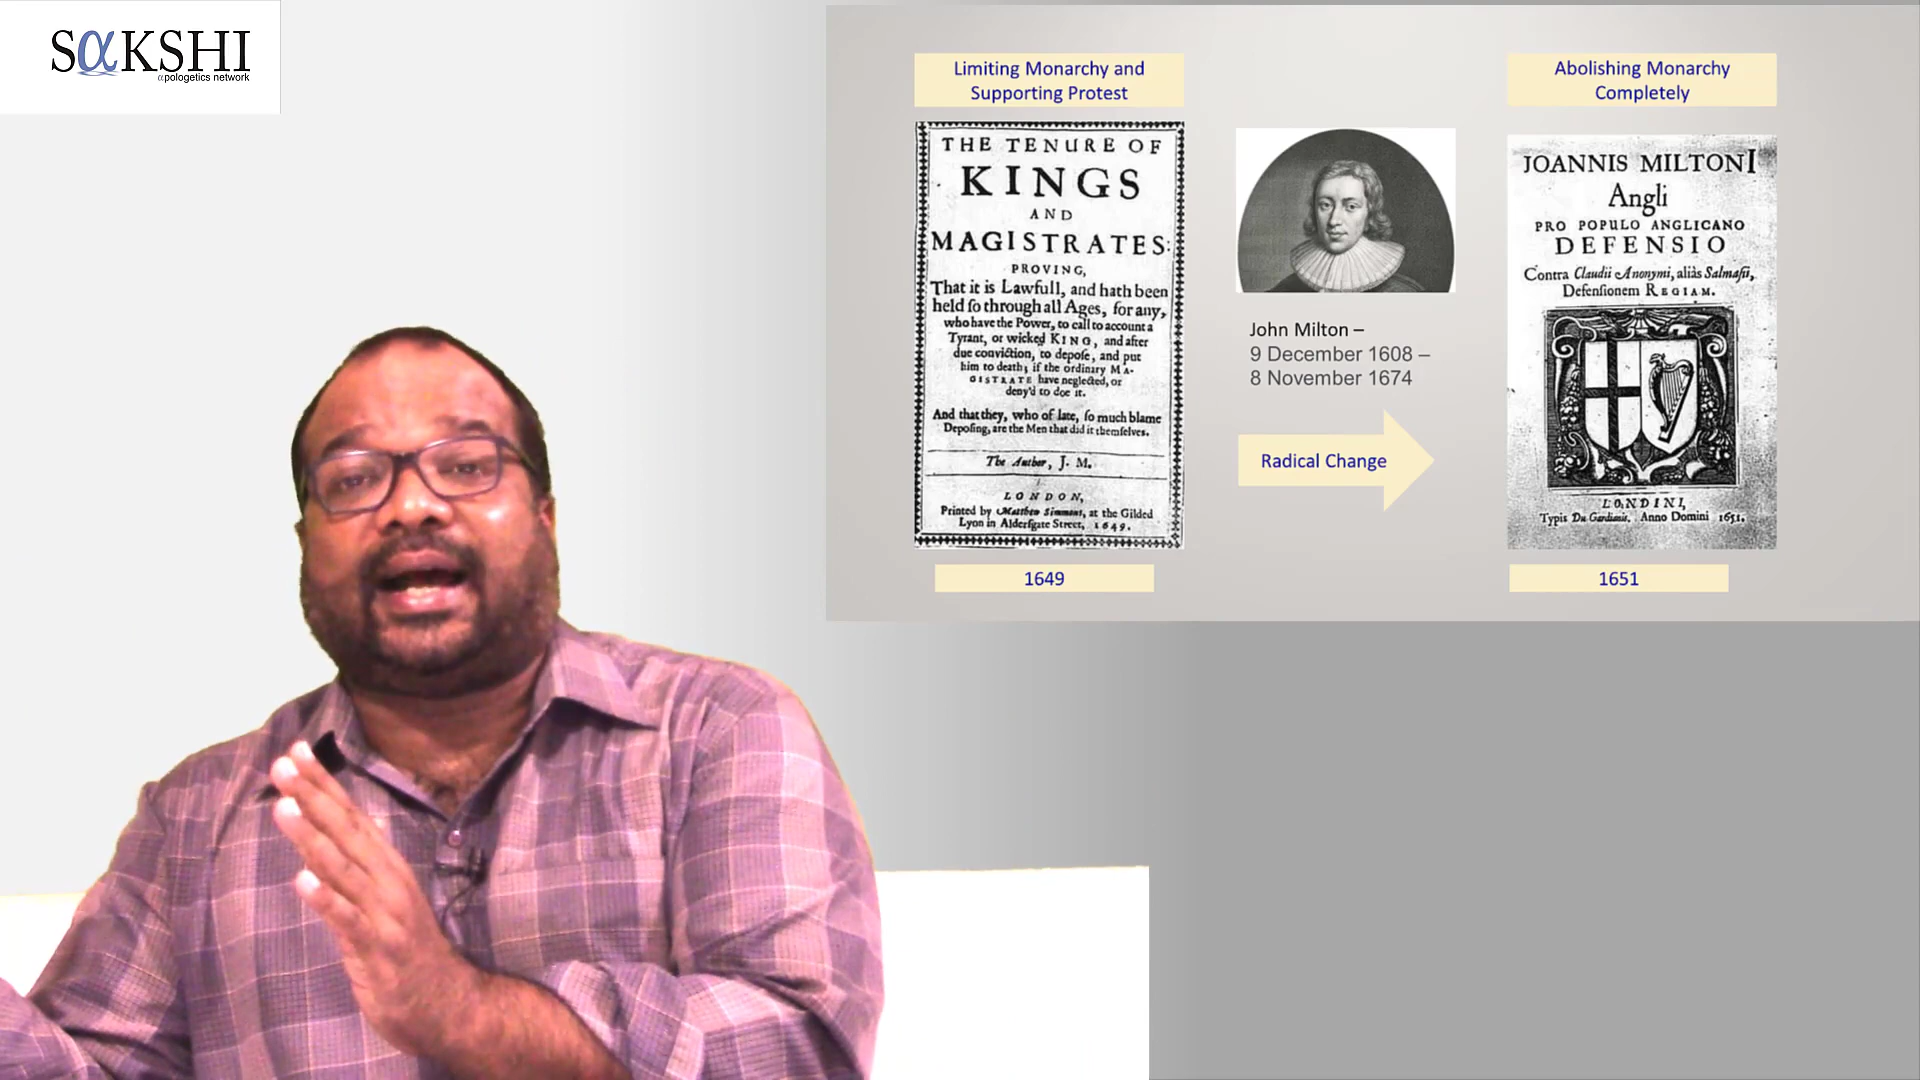 SαKSHI
αpologetics network
Limiting Monarchy and
Supporting Protest
THE TENURE OF
KINGS
AND
MAGISTRATES:
PROVING,
That it is Lawfull, and hath been
held ſo through all Ages, for any,
who have the Power, to call to account a
Tyrant, or wicked KING, and after
due conviction, to depoſe, and put
him to death; if the ordinary MA-
GISTRATE have neglected, or
deny'd to doe it.
And that they, who of late, ſo much blame
Depoſing, are the Men that did it themſelves.
The Author, J. M.
LONDON,
Printed by Matthew Simmons, at the Gilded
Lyon in Alderſgate Street, 1649.
1649
John Milton –
9 December 1608 –
8 November 1674
Radical Change
Abolishing Monarchy
Completely
JOANNIS MILTONI
Angli
PRO POPULO ANGLICANO
DEFENSIO
Contra Claudii Anonymi, aliàs Salmaſii,
Defenſionem REGIAM.
LONDINI,
Typis Du Gardianis. Anno Domini 1651.
1651